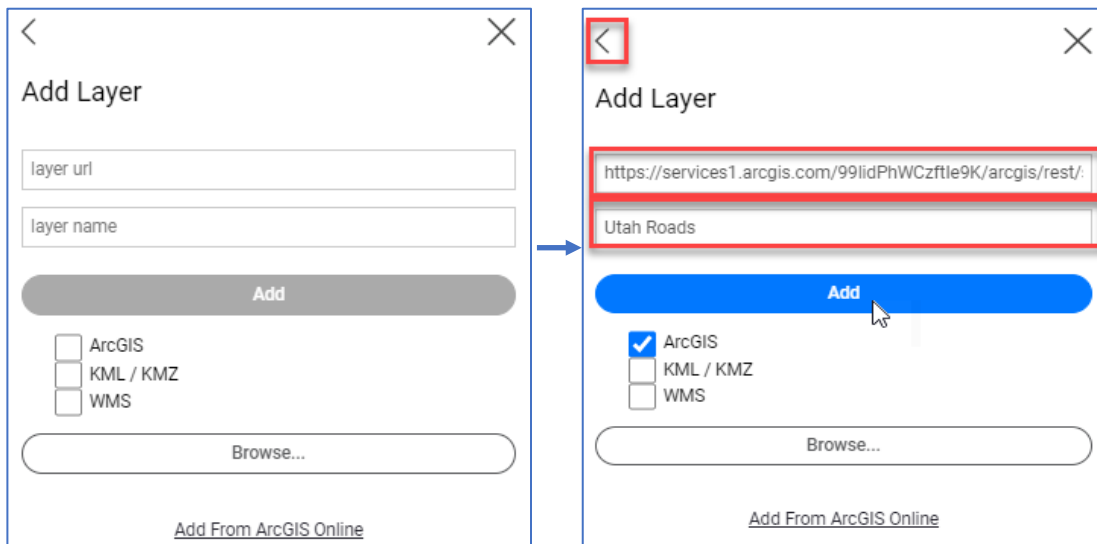 Add Layer
layer url
layer name
Add
ArcGIS
KML / KMZ
WMS
Browse...
Add From ArcGIS Online
Add Layer
https://services1.arcgis.com/99lidPhWCzftIe9K/arcgis/rest/
Utah Roads
Add
ArcGIS
KML / KMZ
WMS
Browse...
Add From ArcGIS Online